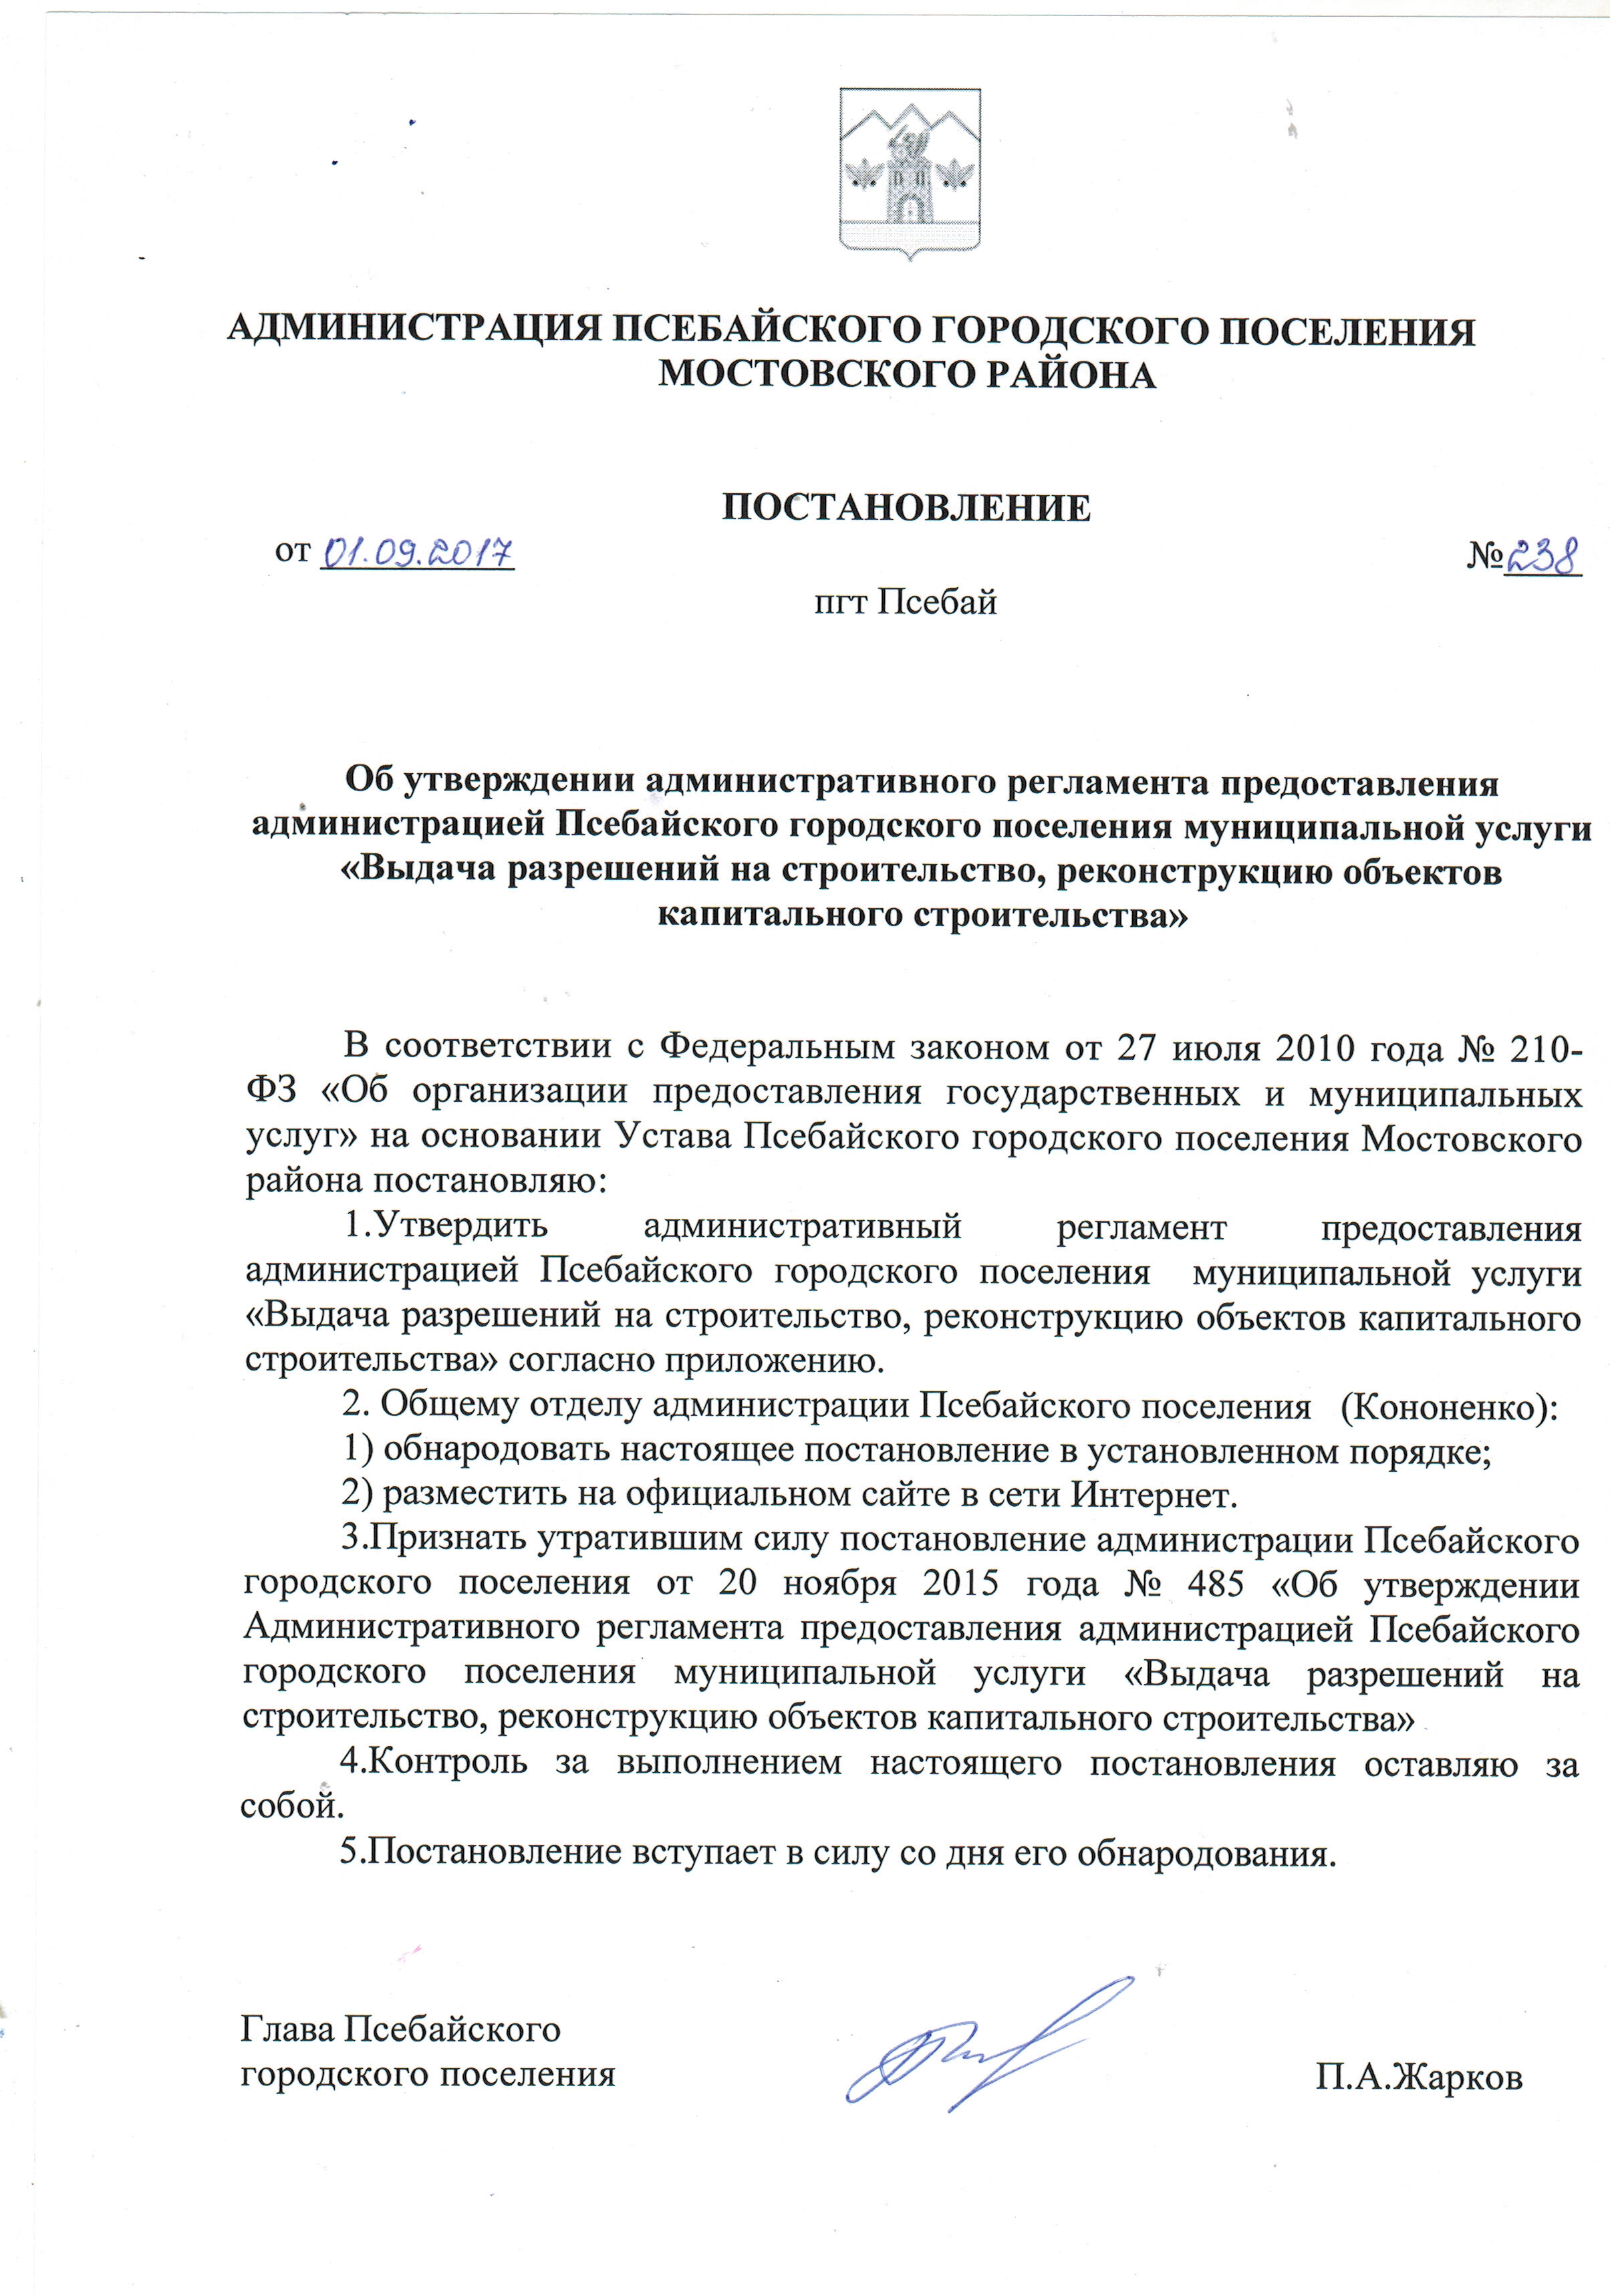 АДМИНИСТРАЦИЯ ПСЕБАЙСКОГО ГОРОДСКОГО ПОСЕЛЕНИЯ
МОСТОВСКОГО РАЙОНА
ПОСТАНОВЛЕНИЕ
от 01.09.2017 №238
пгт Псебай
Об утверждении административного регламента предоставления
администрацией Псебайского городского поселения муниципальной услуги
«Выдача разрешений на строительство, реконструкцию объектов
капитального строительства»
В соответствии с Федеральным законом от 27 июля 2010 года № 210-
ФЗ «Об организации предоставления государственных и муниципальных
услуг» на основании Устава Псебайского городского поселения Мостовского
района постановляю:
1.Утвердить административный регламент предоставления
администрацией Псебайского городского поселения муниципальной услуги
«Выдача разрешений на строительство, реконструкцию объектов капитального
строительства» согласно приложению.
2. Общему отделу администрации Псебайского поселения (Кононенко):
1) обнародовать настоящее постановление в установленном порядке;
2) разместить на официальном сайте в сети Интернет.
3.Признать утратившим силу постановление администрации Псебайского
городского поселения от 20 ноября 2015 года № 485 «Об утверждении
Административного регламента предоставления администрацией Псебайского
городского поселения муниципальной услуги «Выдача разрешений на
строительство, реконструкцию объектов капитального строительства»
4.Контроль за выполнением настоящего постановления оставляю за
собой.
5.Постановление вступает в силу со дня его обнародования.
Глава Псебайского
городского поселения П.А.Жарков